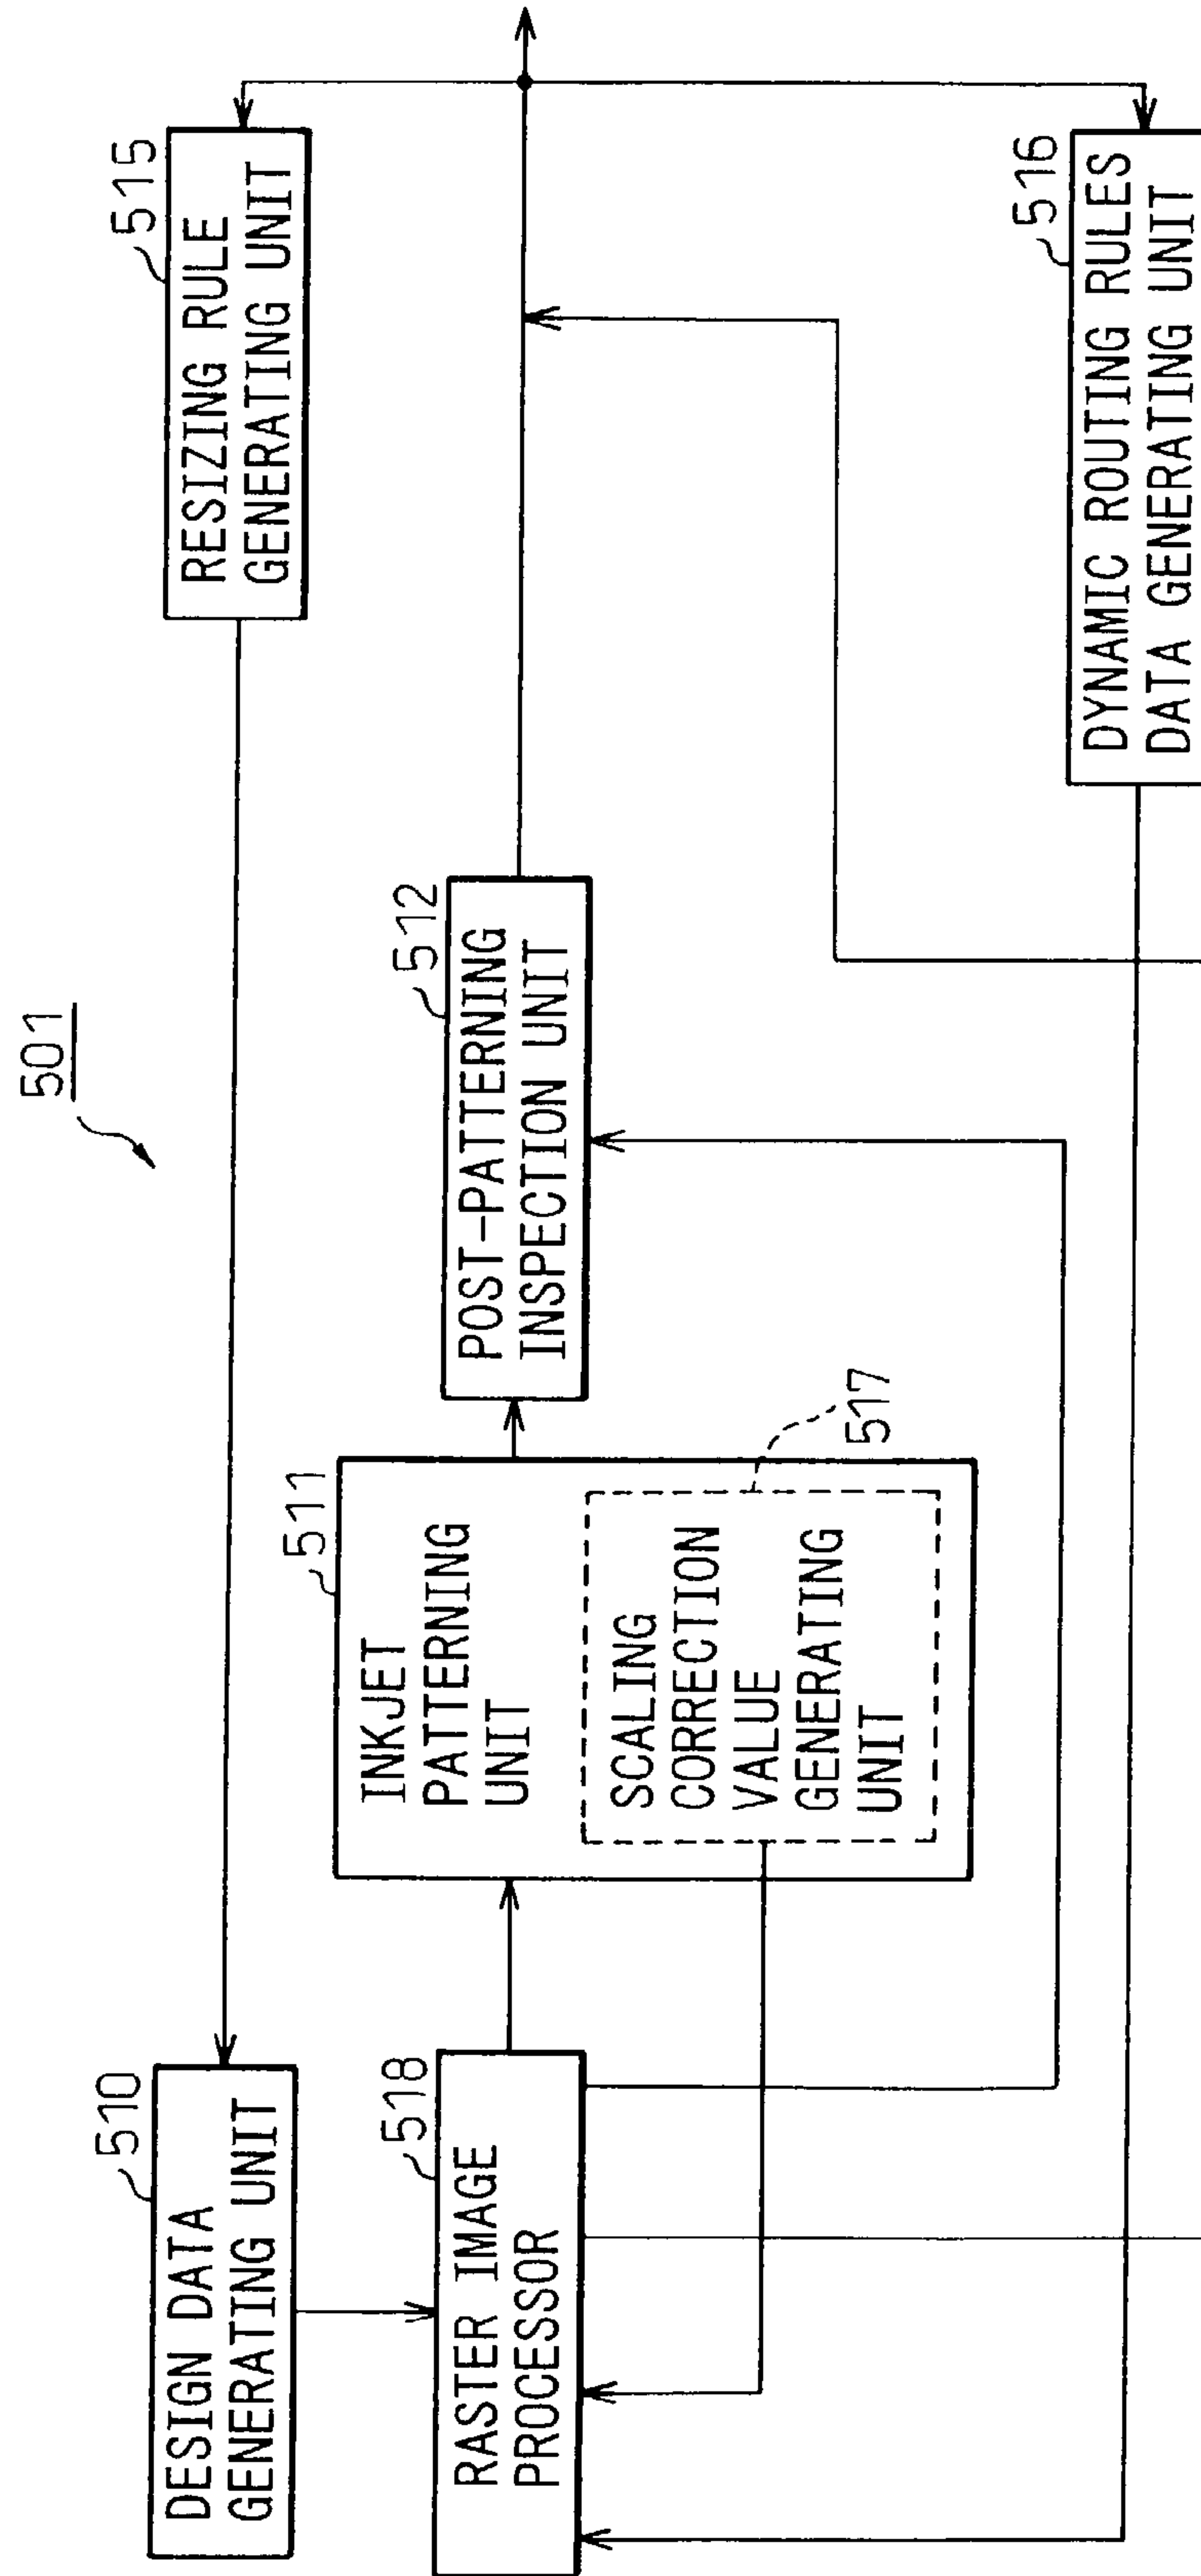 501
510
DESIGN DATA
GENERATING UNIT
515
RESIZING RULE
GENERATING UNIT
518
RASTER IMAGE
PROCESSOR
511
INKJET
PATTERNING
UNIT
517
SCALING
CORRECTION
VALUE
GENERATING
UNIT
512
POST-PATTERNING
INSPECTION UNIT
516
DYNAMIC ROUTING RULES
DATA GENERATING UNIT